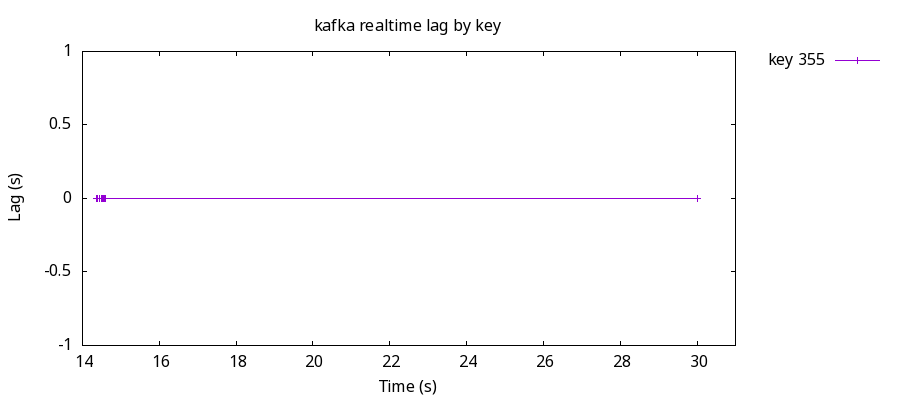 kafka realtime lag by key
key 355
1
0.5
0
-0.5
-1
Lag (s)
14 16 18 20 22 24 26 28 30
Time (s)